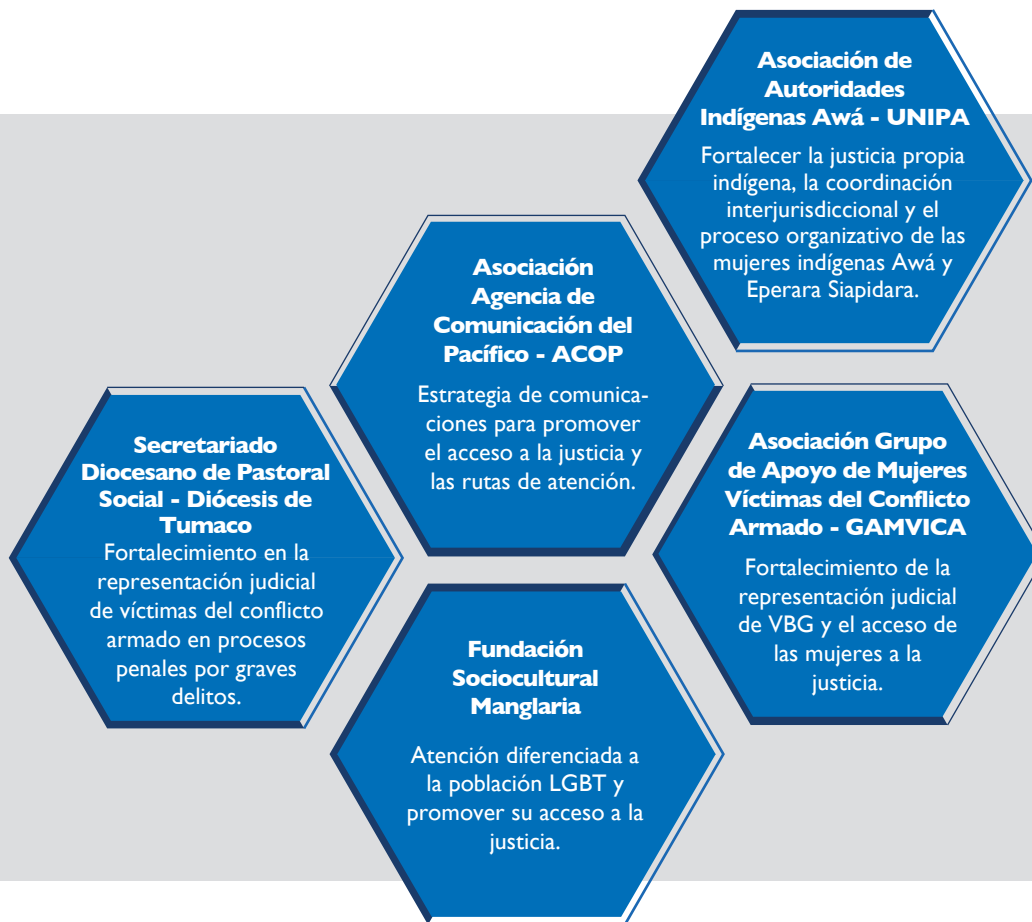 Asociación de
Autoridades
Indígenas Awá - UNIPA
Fortalecer la justicia propia
indígena, la coordinación
interjurisdiccional y el
proceso organizativo de las
mujeres indígenas Awá y
Eperara Siapidara.
Asociación
Agencia de
Comunicación del
Pacífico - ACOP
Estrategia de comunica-
ciones para promover
el acceso a la justicia y
las rutas de atención.
Secretariado
Diocesano de Pastoral
Social - Diócesis de
Tumaco
Fortalecimiento en la
representación judicial
de víctimas del conflicto
armado en procesos
penales por graves
delitos.
Asociación Grupo
de Apoyo de Mujeres
Víctimas del Conflicto
Armado - GAMVICA
Fortalecimiento de la
representación judicial
de VBG y el acceso de
las mujeres a la
justicia.
Fundación
Sociocultural
Manglaria
Atención diferenciada a
la población LGBT y
promover su acceso a la
justicia.